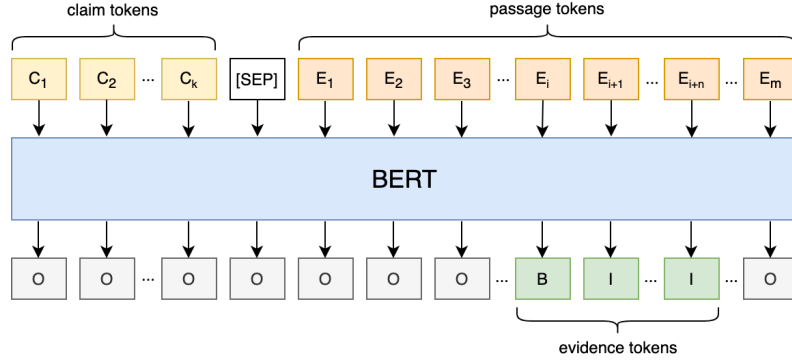 claim tokens passage tokens
C1 C2 ... Ck [SEP] E1 E2 E3 ... Ei Ei+1 ... Ei+n ... Em
BERT
O O ... O O O O O ... B I ... I ... O
evidence tokens